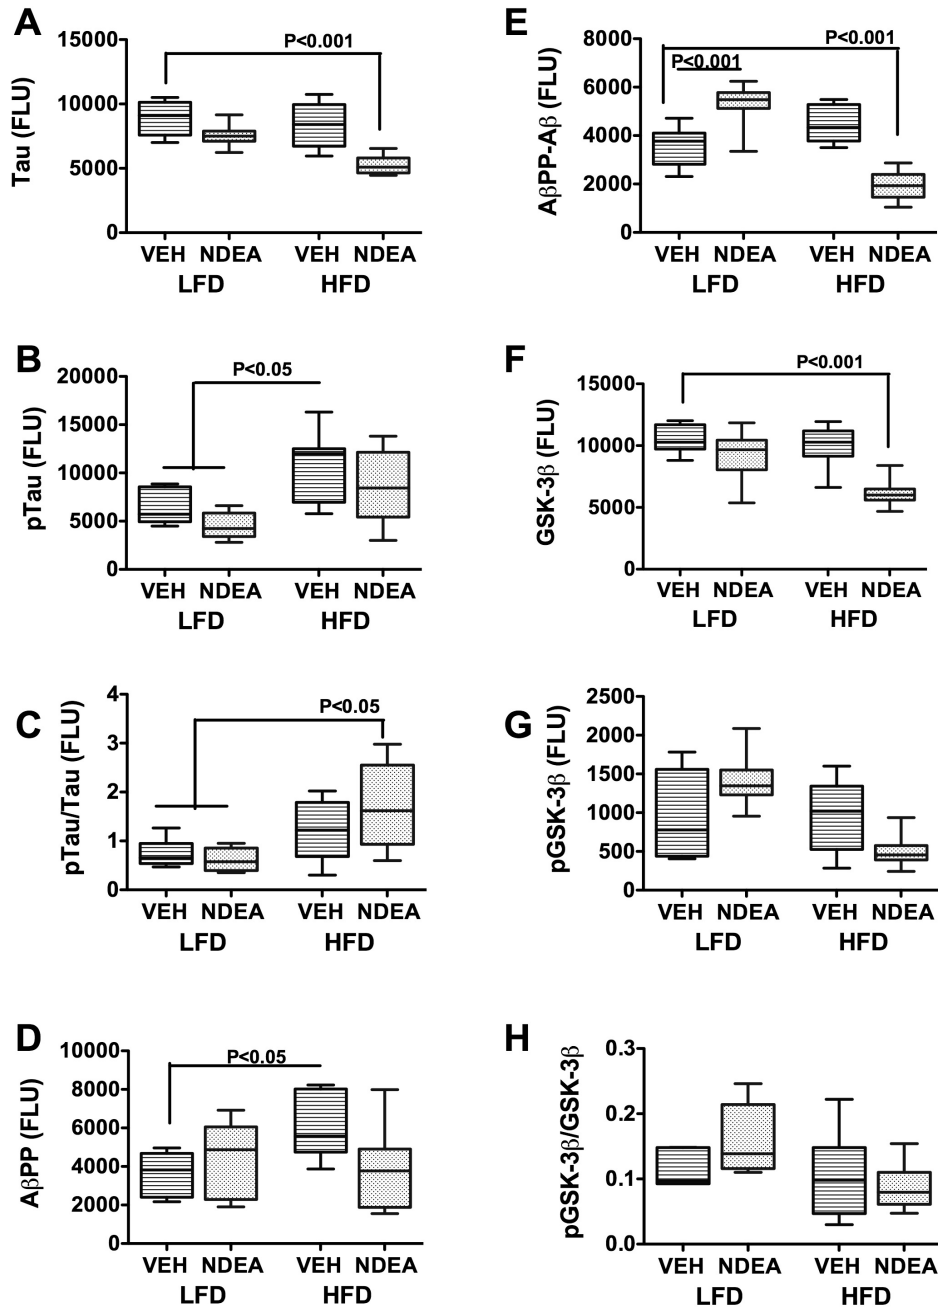 A
Tau (FLU)
15000
10000
5000
0
P<0.001
VEH NDEA VEH NDEA
LFD HFD
E
AβPP-Aβ (FLU)
8000
6000
4000
2000
0
P<0.001
P<0.001
VEH NDEA VEH NDEA
LFD HFD
B
pTau (FLU)
20000
15000
10000
5000
0
P<0.05
VEH NDEA VEH NDEA
LFD HFD
F
GSK-3β (FLU)
15000
10000
5000
0
P<0.001
VEH NDEA VEH NDEA
LFD HFD
C
pTau/Tau (FLU)
4
3
2
1
0
P<0.05
VEH NDEA VEH NDEA
LFD HFD
G
pGSK-3β (FLU)
2500
2000
1500
1000
500
0
VEH NDEA VEH NDEA
LFD HFD
D
AβPP (FLU)
10000
8000
6000
4000
2000
0
P<0.05
VEH NDEA VEH NDEA
LFD HFD
H
pGSK-3β/GSK-3β
0.3
0.2
0.1
0.0
VEH NDEA VEH NDEA
LFD HFD